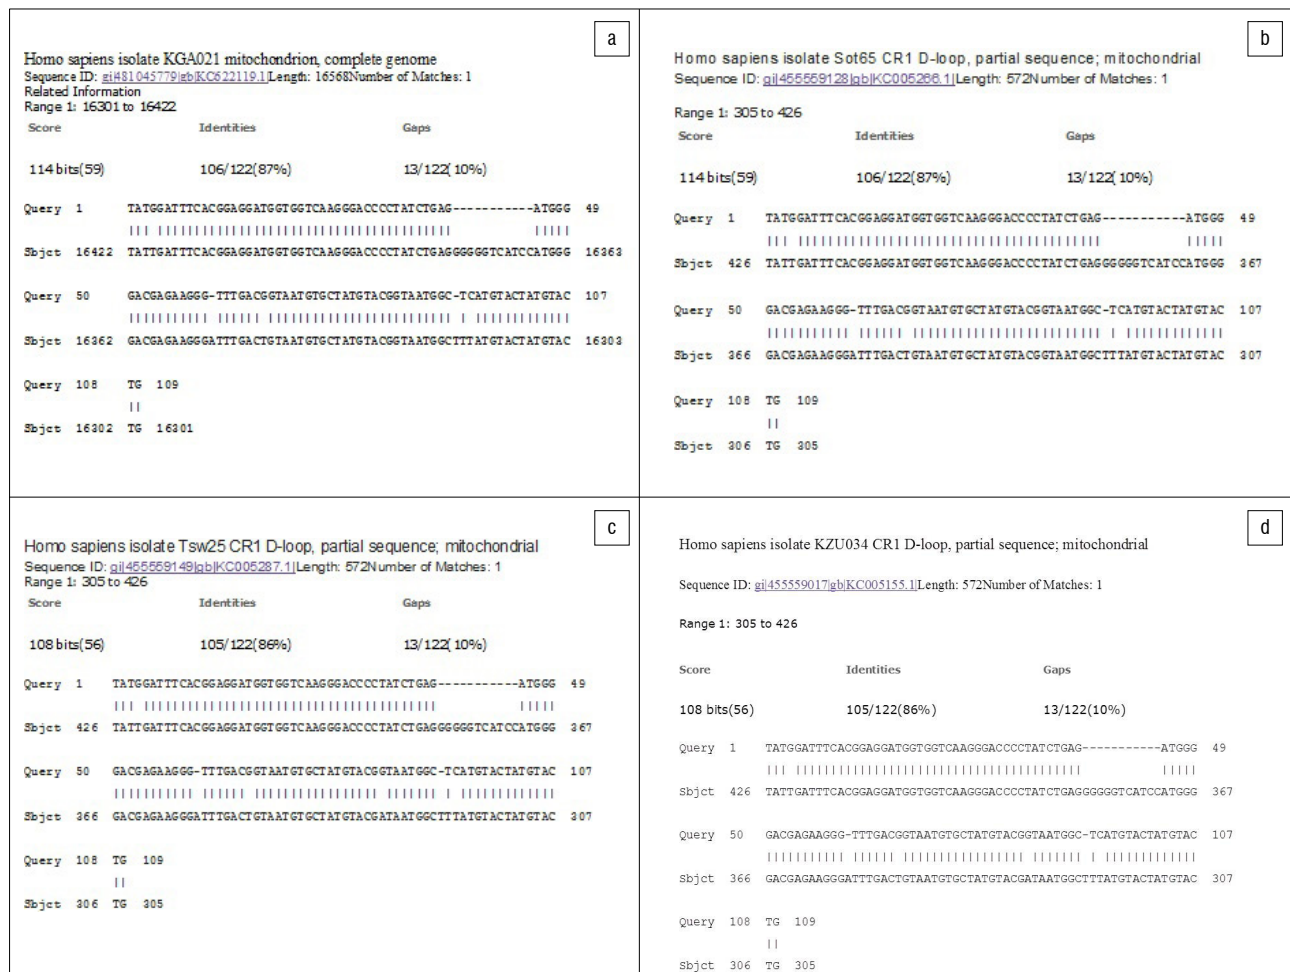 a
Homo sapiens isolate KGA021 mitochondrion, complete genome
Sequence ID: gi|481045779|gb|KC622119.1|Length: 16568Number of Matches: 1
Related Information
Range 1: 16301 to 16422
Score Identities Gaps
114 bits(59) 106/122(87%) 13/122(10%)
Query 1 TATGGATTTCACGGAGGATGGTGGTCAAGGGACCCCTATCTGAG-----------ATGGG 49
Sbjct 16422 TATTGATTTCACGGAGGATGGTGGTCAAGGGACCCCTATCTGAGGGGGGTCATCCATGGG 16363
Query 50 GACGAGAAGGG-TTTGACGGTAATGTGCTATGTACGGTAATGGC-TCATGTACTATGTAC 107
Sbjct 16362 GACGAGAAGGGATTTGACTGTAATGTGCTATGTACGGTAATGGCTTTATGTACTATGTAC 16303
Query 108 TG 109
Sbjct 16302 TG 16301
b
Homo sapiens isolate Sot65 CR1 D-loop, partial sequence; mitochondrial
Sequence ID: gi|455559128|gb|KC005266.1|Length: 572Number of Matches: 1
Range 1: 305 to 426
Score Identities Gaps
114 bits(59) 106/122(87%) 13/122(10%)
Query 1 TATGGATTTCACGGAGGATGGTGGTCAAGGGACCCCTATCTGAG-----------ATGGG 49
Sbjct 426 TATTGATTTCACGGAGGATGGTGGTCAAGGGACCCCTATCTGAGGGGGGTCATCCATGGG 367
Query 50 GACGAGAAGGG-TTTGACGGTAATGTGCTATGTACGGTAATGGC-TCATGTACTATGTAC 107
Sbjct 366 GACGAGAAGGGATTTGACTGTAATGTGCTATGTACGGTAATGGCTTTATGTACTATGTAC 307
Query 108 TG 109
Sbjct 306 TG 305
c
Homo sapiens isolate Tsw25 CR1 D-loop, partial sequence; mitochondrial
Sequence ID: gi|455559149|gb|KC005287.1|Length: 572Number of Matches: 1
Range 1: 305 to 426
Score Identities Gaps
108 bits(56) 105/122(86%) 13/122(10%)
Query 1 TATGGATTTCACGGAGGATGGTGGTCAAGGGACCCCTATCTGAG-----------ATGGG 49
Sbjct 426 TATTGATTTCACGGAGGATGGTGGTCAAGGGACCCCTATCTGAGGGGGGTCATCCATGGG 367
Query 50 GACGAGAAGGG-TTTGACGGTAATGTGCTATGTACGGTAATGGC-TCATGTACTATGTAC 107
Sbjct 366 GACGAGAAGGGATTTGACTGTAATGTGCTATGTACGATAATGGCTTTATGTACTATGTAC 307
Query 108 TG 109
Sbjct 306 TG 305
d
Homo sapiens isolate KZU034 CR1 D-loop, partial sequence; mitochondrial
Sequence ID: gi|455559017|gb|KC005155.1|Length: 572Number of Matches: 1
Range 1: 305 to 426
Score Identities Gaps
108 bits(56) 105/122(86%) 13/122(10%)
Query 1 TATGGATTTCACGGAGGATGGTGGTCAAGGGACCCCTATCTGAG-----------ATGGG 49
Sbjct 426 TATTGATTTCACGGAGGATGGTGGTCAAGGGACCCCTATCTGAGGGGGGTCATCCATGGG 367
Query 50 GACGAGAAGGG-TTTGACGGTAATGTGCTATGTACGGTAATGGC-TCATGTACTATGTAC 107
Sbjct 366 GACGAGAAGGGATTTGACTGTAATGTGCTATGTACGATAATGGCTTTATGTACTATGTAC 307
Query 108 TG 109
Sbjct 306 TG 305